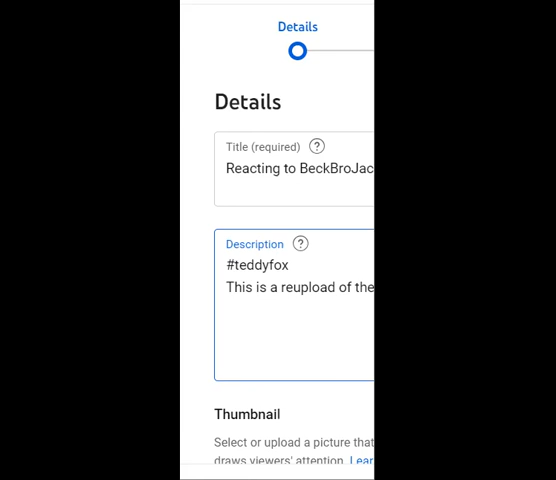 Details
Details
Title (required) ?
Reacting to BeckBroJac
Description ?
#teddyfox
This is a reupload of the
Thumbnail
Select or upload a picture that
draws viewers' attention. Lear